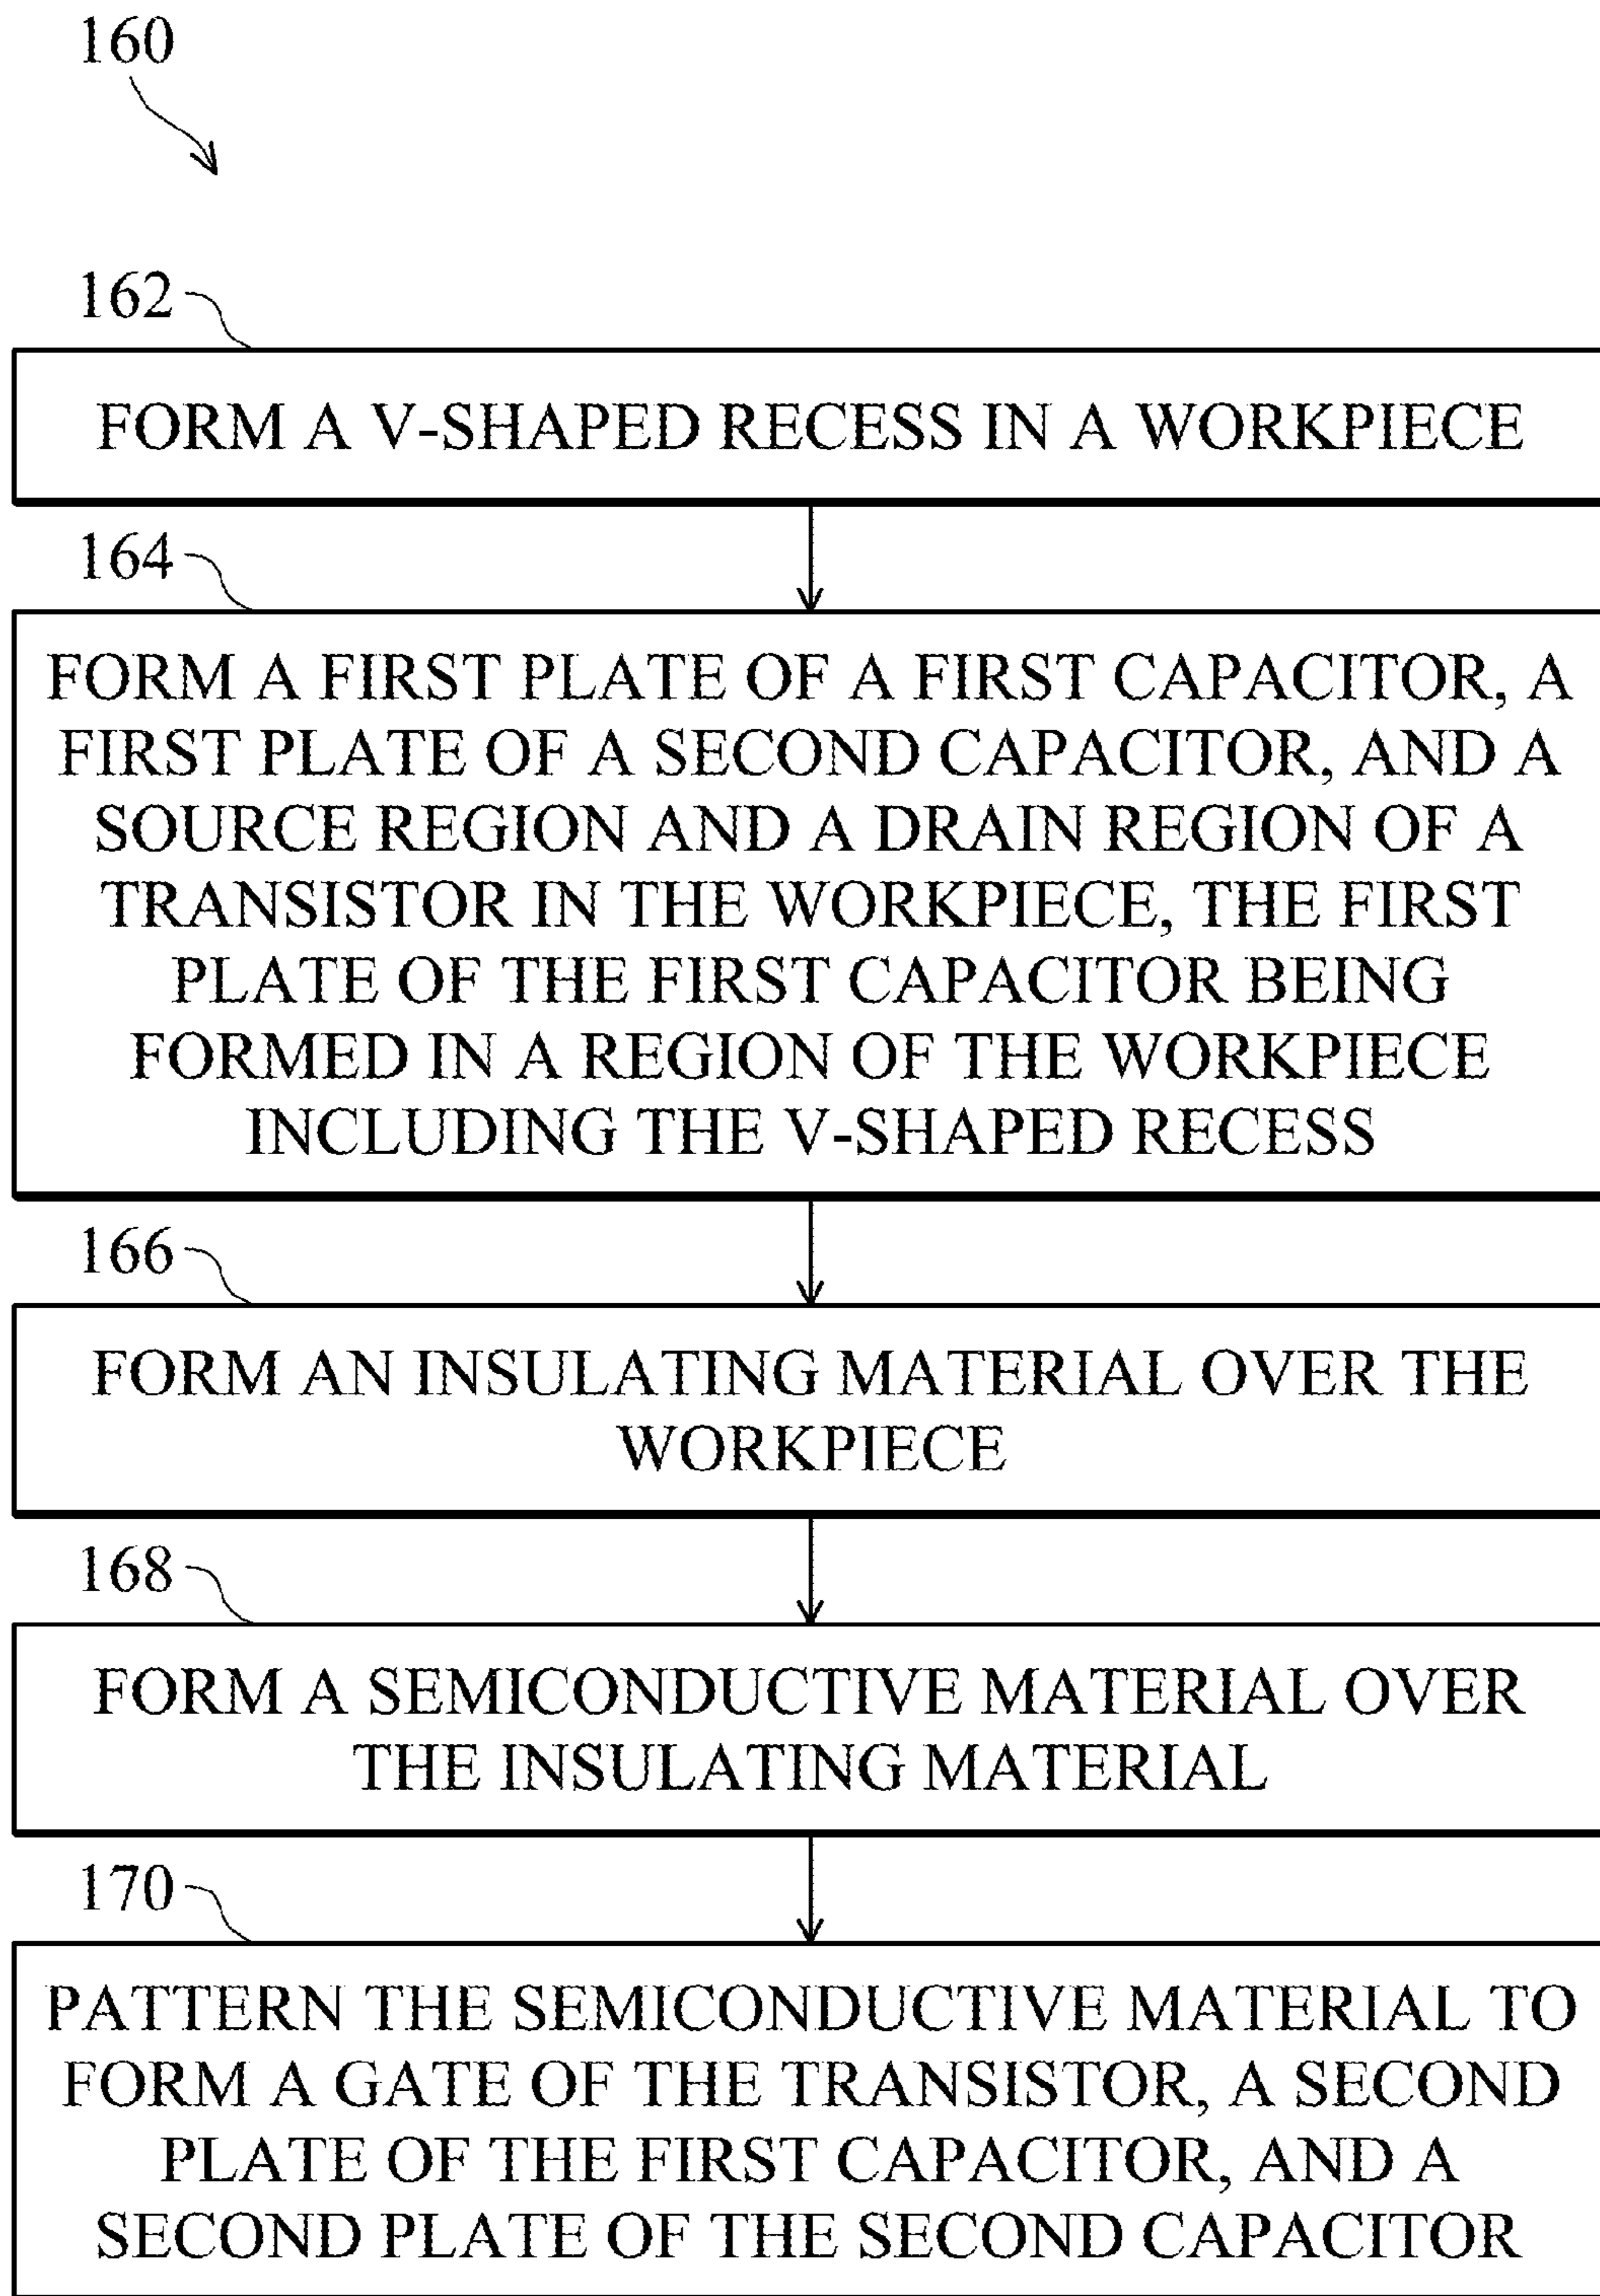 160
162
FORM A V-SHAPED RECESS IN A WORKPIECE
164
FORM A FIRST PLATE OF A FIRST CAPACITOR, A
FIRST PLATE OF A SECOND CAPACITOR, AND A
SOURCE REGION AND A DRAIN REGION OF A
TRANSISTOR IN THE WORKPIECE, THE FIRST
PLATE OF THE FIRST CAPACITOR BEING
FORMED IN A REGION OF THE WORKPIECE
INCLUDING THE V-SHAPED RECESS
166
FORM AN INSULATING MATERIAL OVER THE
WORKPIECE
168
FORM A SEMICONDUCTIVE MATERIAL OVER
THE INSULATING MATERIAL
170
PATTERN THE SEMICONDUCTIVE MATERIAL TO
FORM A GATE OF THE TRANSISTOR, A SECOND
PLATE OF THE FIRST CAPACITOR, AND A
SECOND PLATE OF THE SECOND CAPACITOR